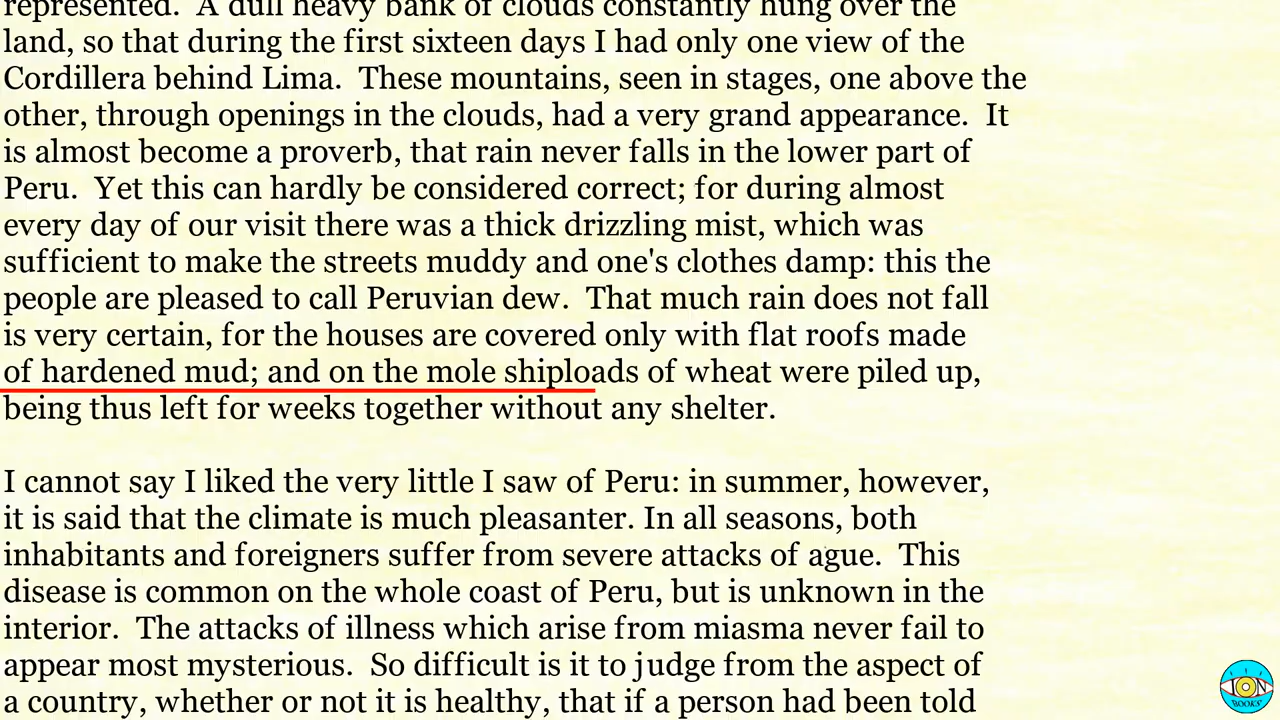 represented.  A dull heavy bank of clouds constantly hung over the
land, so that during the first sixteen days I had only one view of the
Cordillera behind Lima.  These mountains, seen in stages, one above the
other, through openings in the clouds, had a very grand appearance.  It
is almost become a proverb, that rain never falls in the lower part of
Peru.  Yet this can hardly be considered correct; for during almost
every day of our visit there was a thick drizzling mist, which was
sufficient to make the streets muddy and one's clothes damp: this the
people are pleased to call Peruvian dew.  That much rain does not fall
is very certain, for the houses are covered only with flat roofs made
of hardened mud; and on the mole shiploads of wheat were piled up,
being thus left for weeks together without any shelter.
I cannot say I liked the very little I saw of Peru: in summer, however,
it is said that the climate is much pleasanter. In all seasons, both
inhabitants and foreigners suffer from severe attacks of ague.  This
disease is common on the whole coast of Peru, but is unknown in the
interior.  The attacks of illness which arise from miasma never fail to
appear most mysterious.  So difficult is it to judge from the aspect of
a country, whether or not it is healthy, that if a person had been told
ION
BOOKS